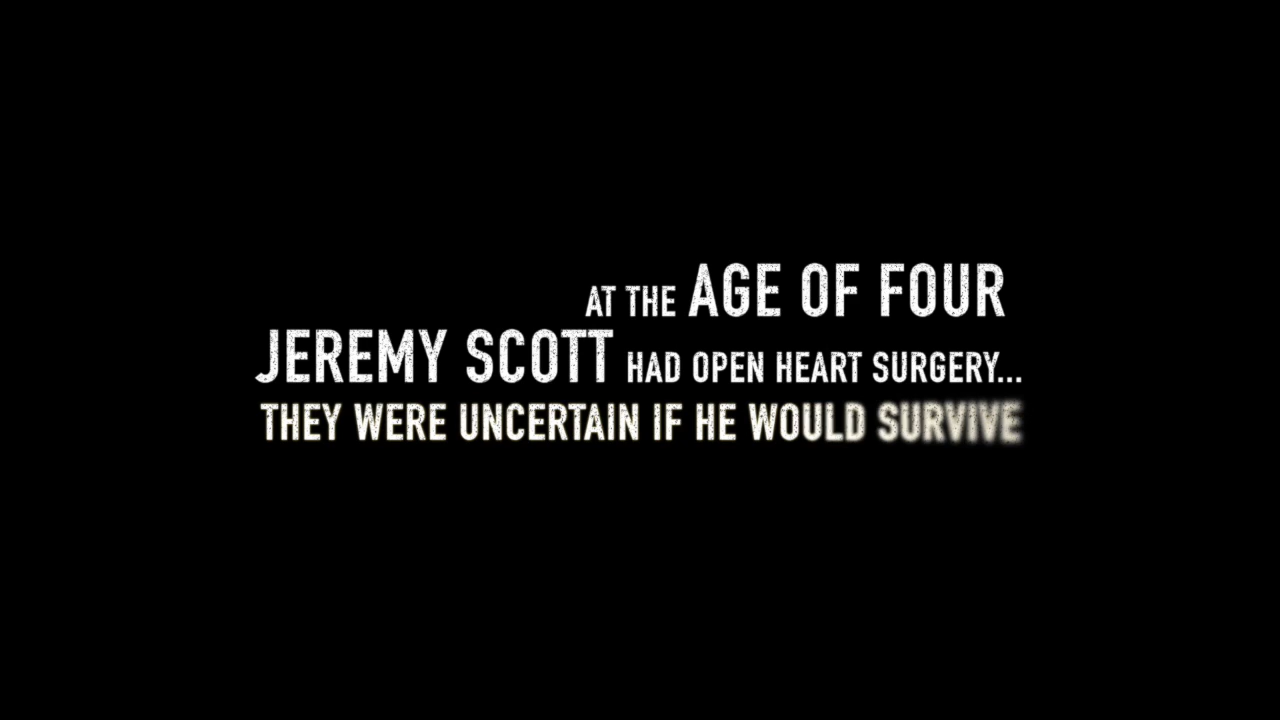 AT THE AGE OF FOUR
JEREMY SCOTT HAD OPEN HEART SURGERY...
THEY WERE UNCERTAIN IF HE WOULD SURVIVE